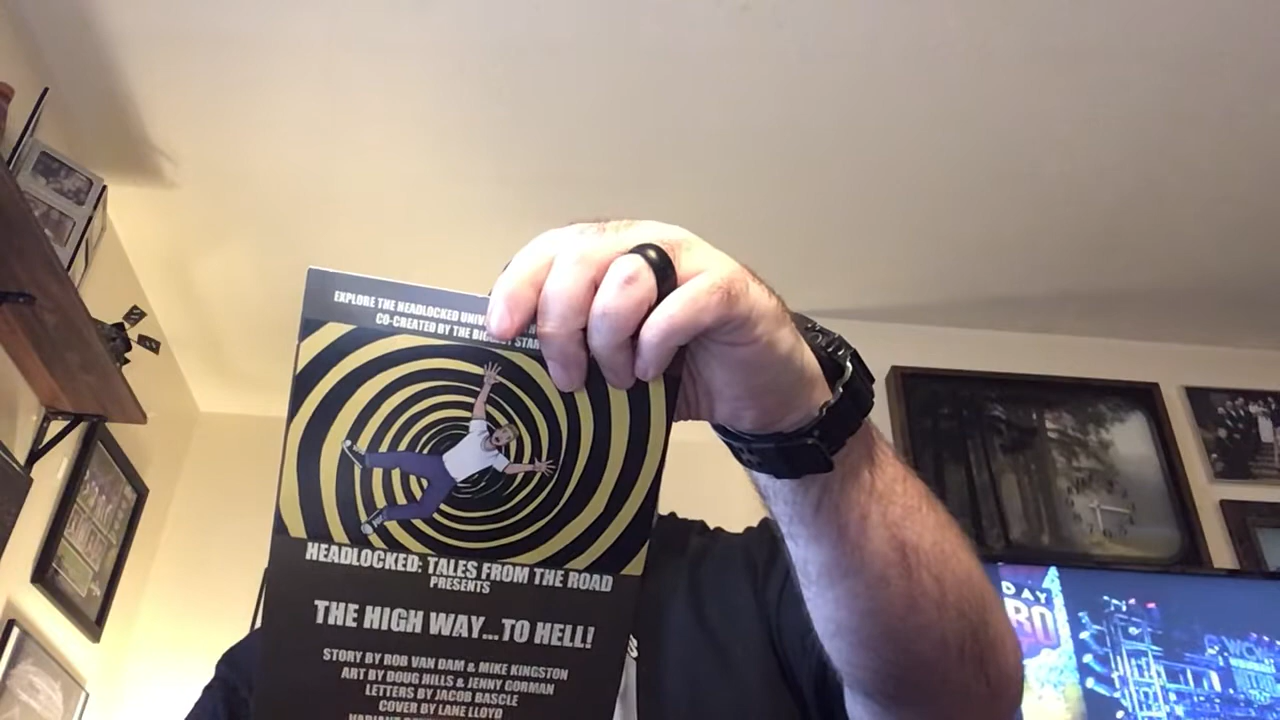 EXPLORE THE HEADLOCKED
CO-CREATED BY THE
HEADLOCKED: TALES FROM THE ROAD
PRESENTS
THE HIGH WAY...TO HELL!
STORY BY ROB VAN DAM & MIKE KINGSTON
ART BY DOUG HILLS & JENNY GORMAN
LETTERS BY JACOB BASCLE
COVER BY LANE LLOYD
DAY
WCW